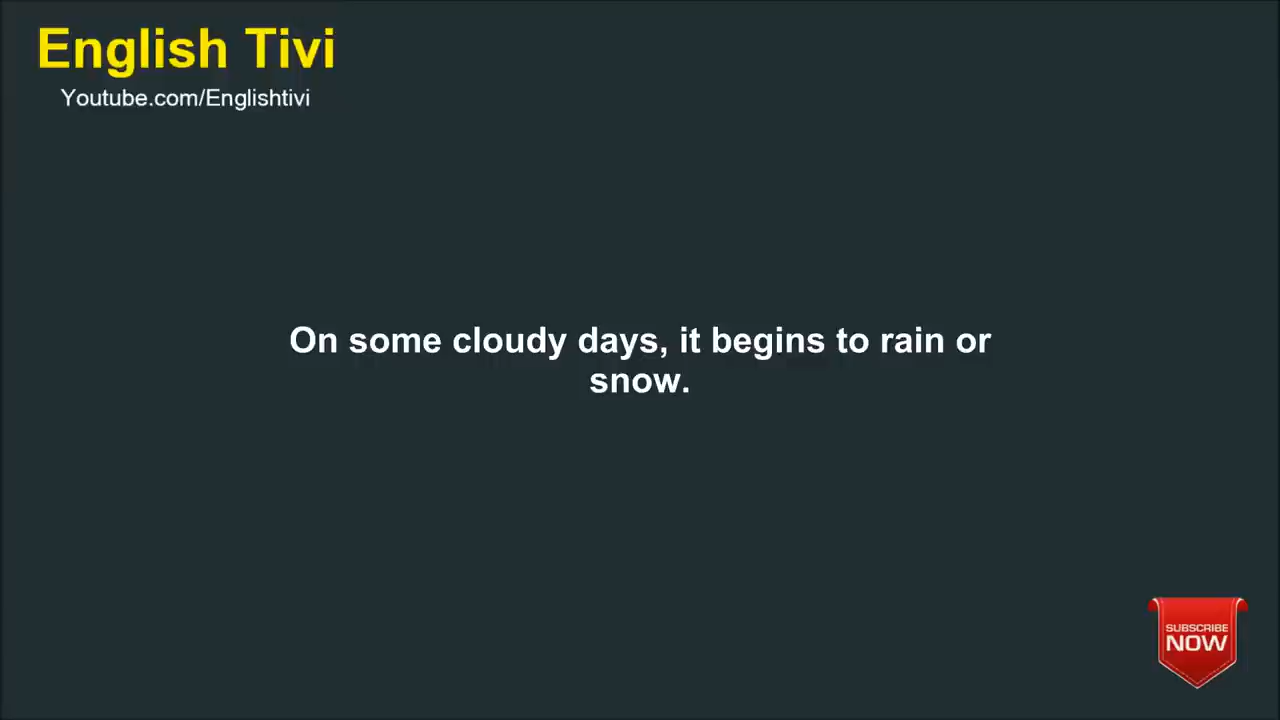 English Tivi
Youtube.com/Englishtivi
On some cloudy days, it begins to rain or
snow.
SUBSCRIBE
NOW